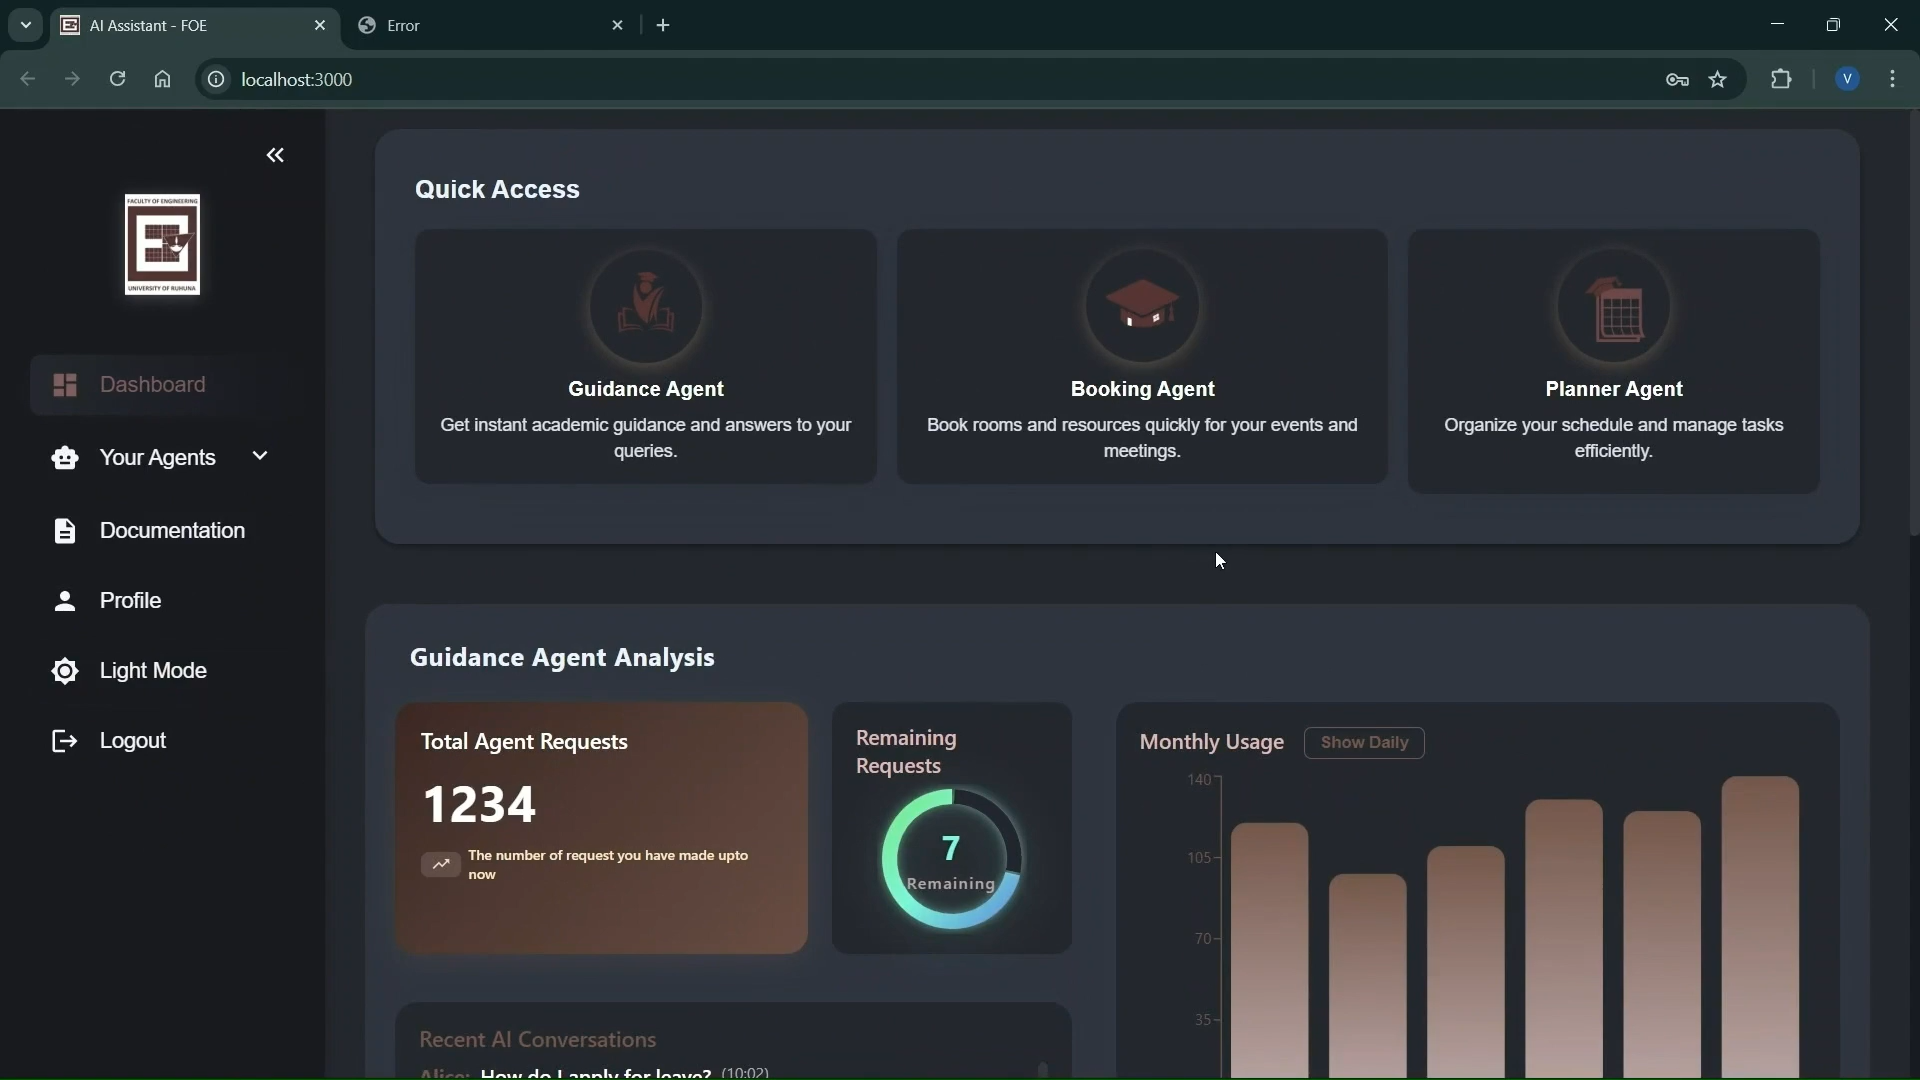 AI Assistant - FOE
Error
localhost:3000
V
FACULTY OF ENGINEERING
UNIVERSITY OF RUHUNA
Dashboard
Your Agents
Documentation
Profile
Light Mode
Logout
Quick Access
Guidance Agent
Get instant academic guidance and answers to your
queries.
Booking Agent
Book rooms and resources quickly for your events and
meetings.
Planner Agent
Organize your schedule and manage tasks
efficiently.
Guidance Agent Analysis
Total Agent Requests
1234
The number of request you have made upto
now
Remaining
Requests
7
Remaining
Monthly Usage
Show Daily
140
105
70
35
Recent AI Conversations
Alice: How do I apply for leave? (10:02)